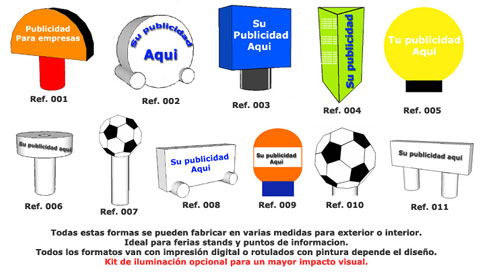 Publicidad
Para empresas
Su
publicidad
Aqui
Su
Publicidad
Aqui
Su publicidad
Tu publicidad
Aqui
Ref. 001
Ref. 002
Ref. 003
Ref. 004
Ref. 005
Su publicidad aqui
Su publicidad
Aqui
Su publicidad
Aqui
Su publicidad aqui
Ref. 006
Ref. 007
Ref. 008
Ref. 009
Ref. 010
Ref. 011
Todas estas formas se pueden fabricar en varias medidas para exterior o interior.
Ideal para ferias stands y puntos de informacion.
Todos los formatos van con impresión digital o rotulados con pintura depende el diseño.
Kit de iluminación opcional para un mayor impacto visual.